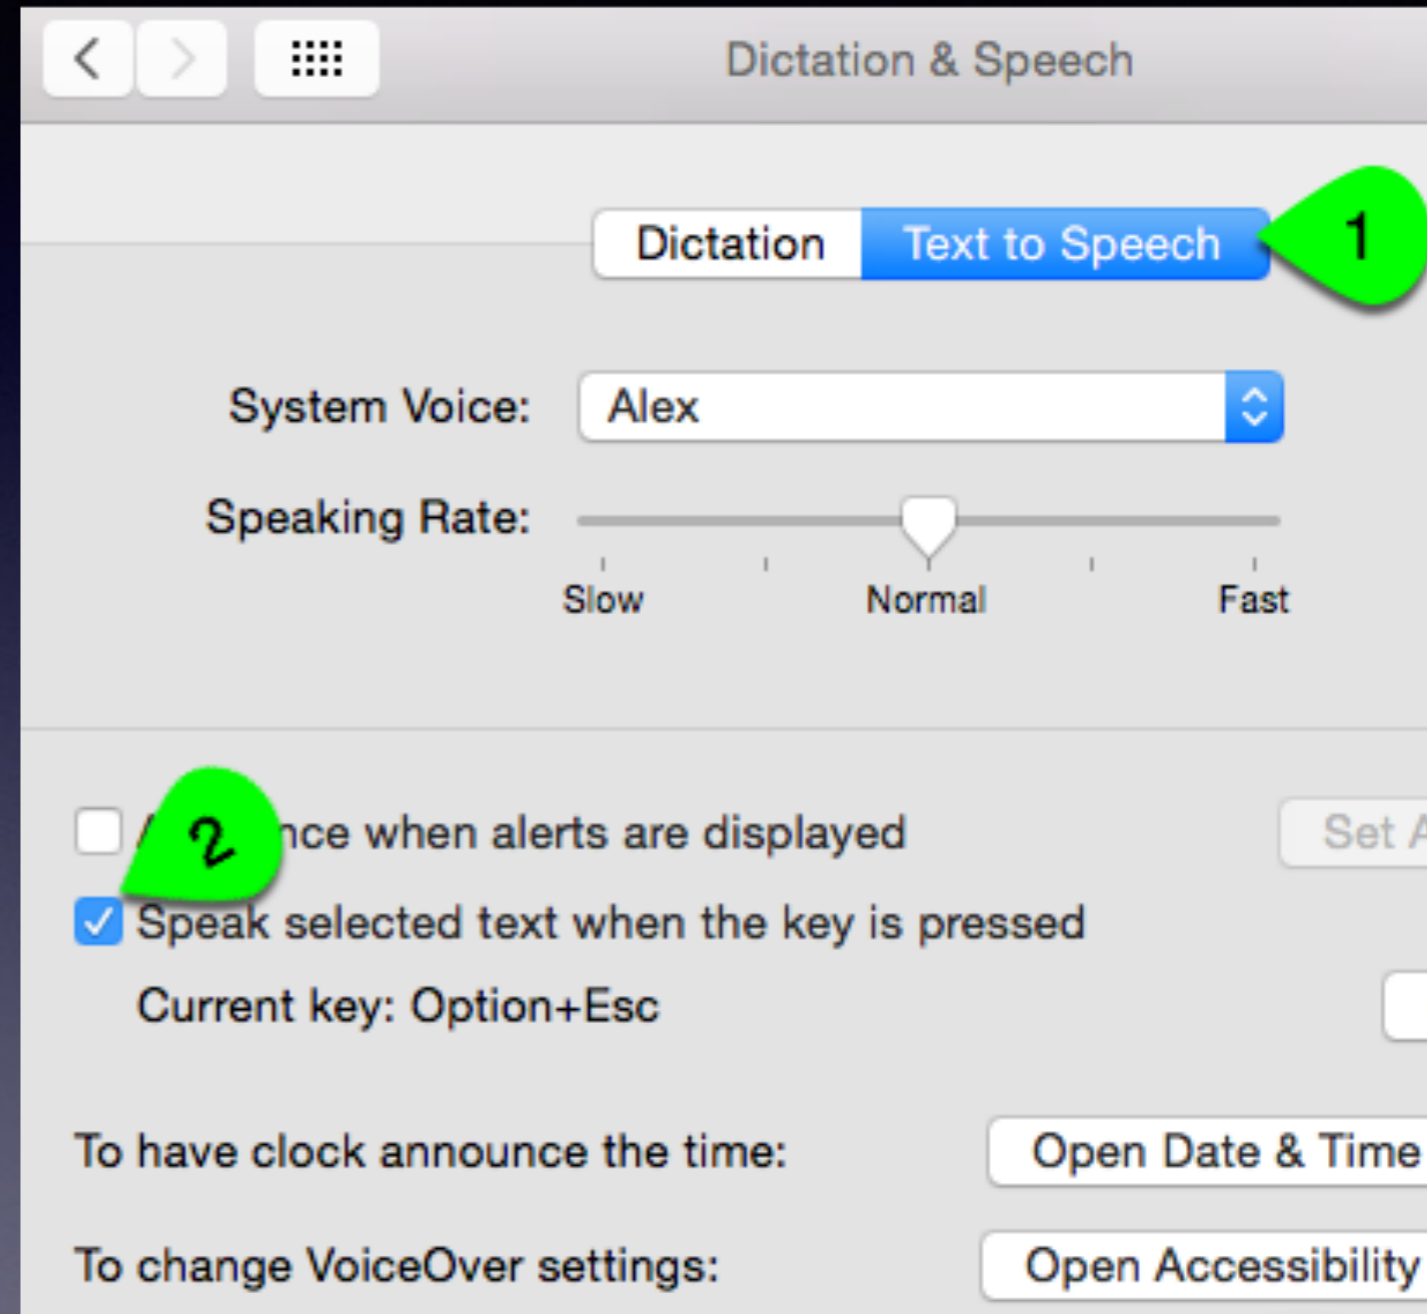 Dictation & Speech
Dictation Text to Speech 1
System Voice: Alex
Speaking Rate:
Slow Normal Fast
2 when alerts are displayed Set
Speak selected text when the key is pressed
Current key: Option+Esc
To have clock announce the time: Open Date & Time
To change VoiceOver settings: Open Accessibility